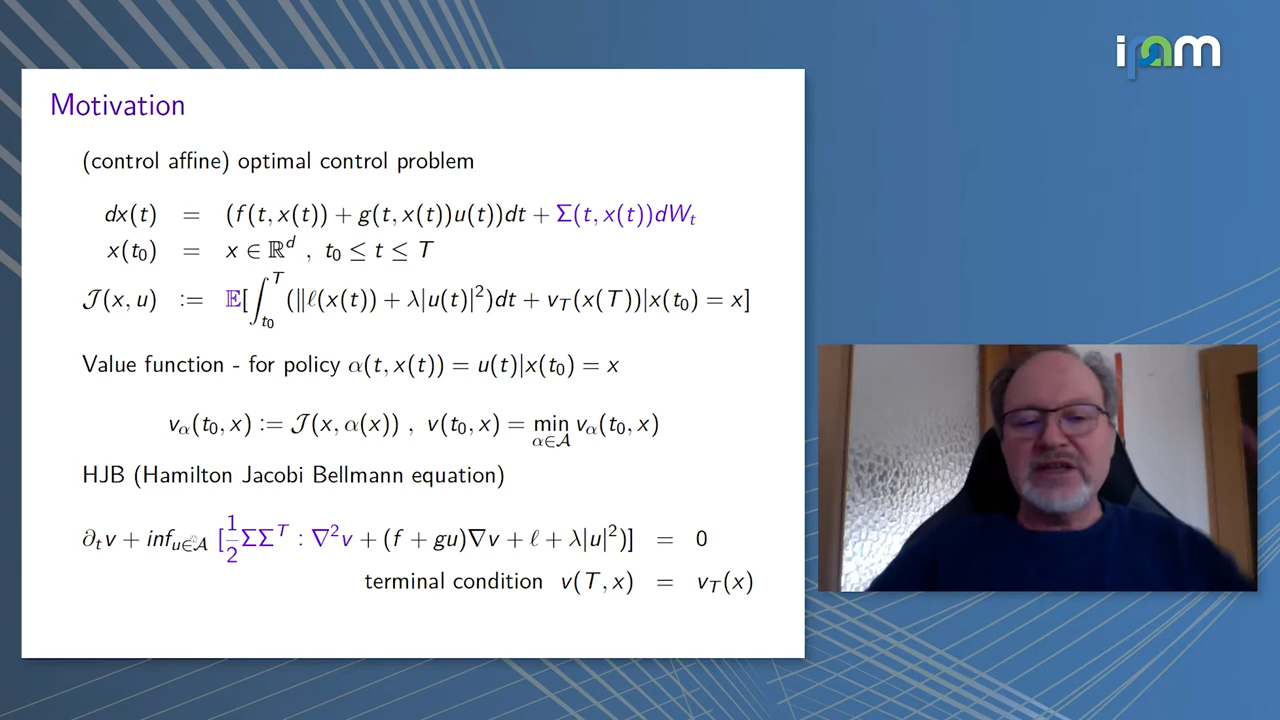 ipam
Motivation
(control affine) optimal control problem
dx(t) = (f(t, x(t)) + g(t, x(t))u(t))dt + Σ(t, x(t))dW_t
x(t_0) = x ∈ ℝ^d , t_0 ≤ t ≤ T
𝒥(x, u) := 𝔼[∫_{t_0}^{T} (‖ℓ(x(t)) + λ|u(t)|^2)dt + v_T(x(T))|x(t_0) = x]
Value function - for policy α(t, x(t)) = u(t)|x(t_0) = x
v_α(t_0, x) := 𝒥(x, α(x)) , v(t_0, x) = min_{α∈𝒜} v_α(t_0, x)
HJB (Hamilton Jacobi Bellmann equation)
∂_t v + inf_{u∈𝒜} [1/2 ΣΣ^T : ∇^2 v + (f + gu)∇v + ℓ + λ|u|^2)] = 0
terminal condition v(T, x) = v_T(x)